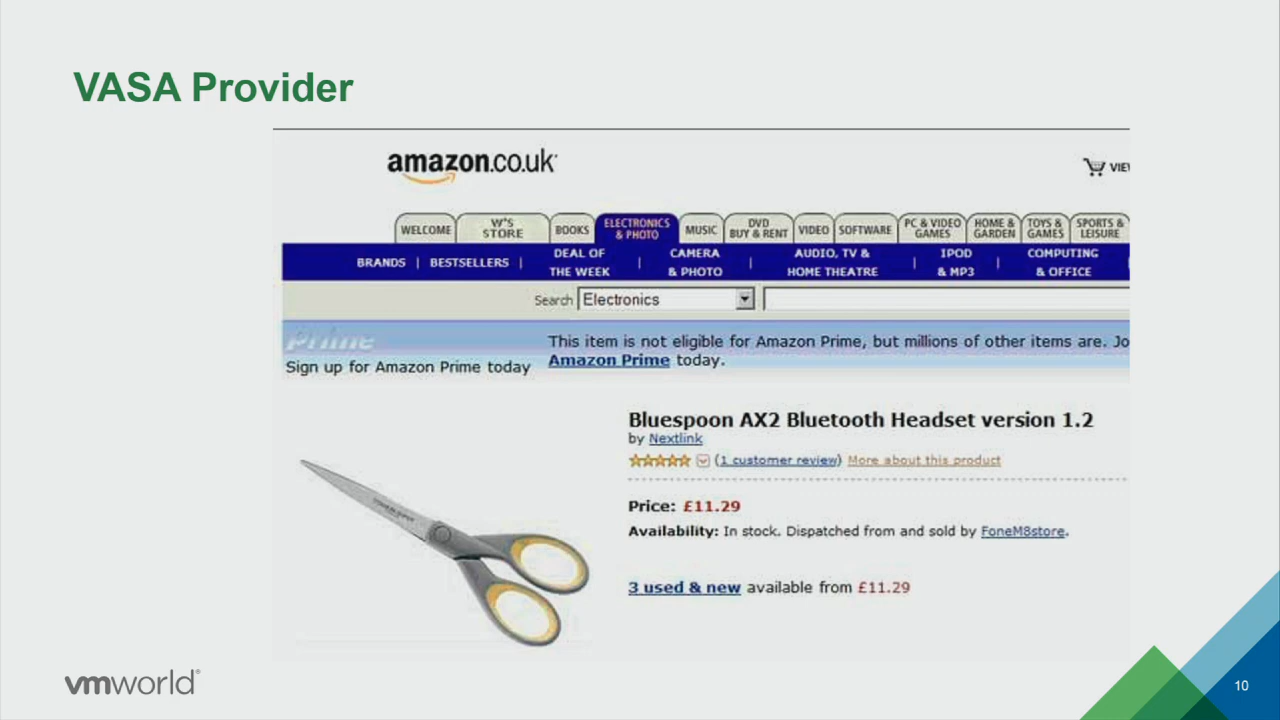 VASA Provider
amazon.co.uk
VIE
WELCOME
W'S STORE
BOOKS
ELECTRONICS & PHOTO
MUSIC
DVD BUY & RENT
VIDEO
SOFTWARE
PC & VIDEO GAMES
HOME & GARDEN
TOYS & GAMES
SPORTS & LEISURE
BRANDS | BESTSELLERS |
DEAL OF THE WEEK |
CAMERA & PHOTO |
AUDIO, TV & HOME THEATRE |
IPOD & MP3 |
COMPUTING & OFFICE
Search Electronics
Prime
This item is not eligible for Amazon Prime, but millions of other items are. Jo
Sign up for Amazon Prime today
Amazon Prime today.
Bluespoon AX2 Bluetooth Headset version 1.2
by Nextlink
(1 customer review) More about this product
Price: £11.29
Availability: In stock. Dispatched from and sold by FoneM8store.
3 used & new available from £11.29
vmworld®
10